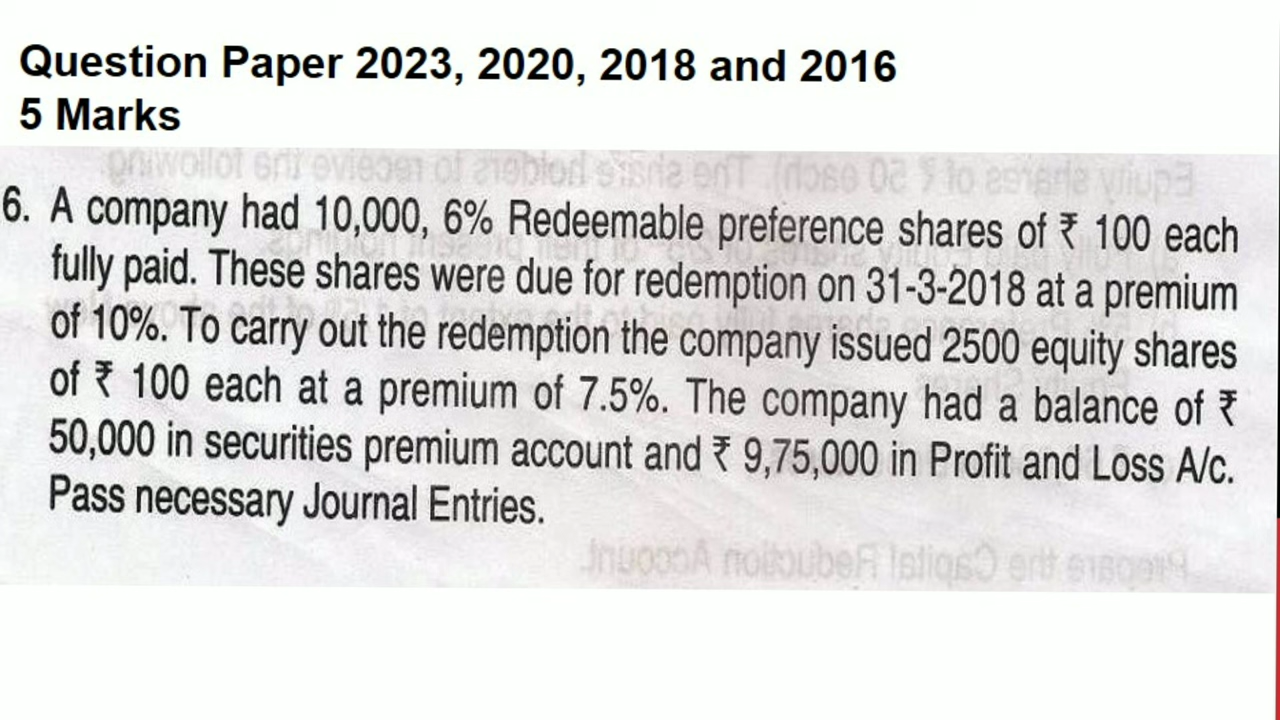 Question Paper 2023, 2020, 2018 and 2016
5 Marks
6. A company had 10,000, 6% Redeemable preference shares of ₹ 100 each
fully paid. These shares were due for redemption on 31-3-2018 at a premium
of 10%. To carry out the redemption the company issued 2500 equity shares
of ₹ 100 each at a premium of 7.5%. The company had a balance of ₹
50,000 in securities premium account and ₹ 9,75,000 in Profit and Loss A/c.
Pass necessary Journal Entries.